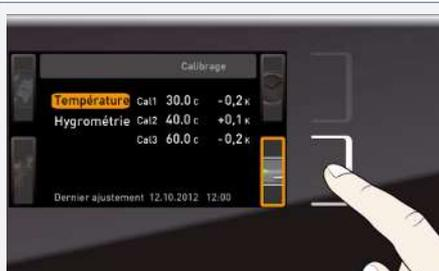 Calibrage
Température Cal1 30.0 c -0,2 K
Hygrométrie Cal2 40.0 c +0,1 K
Cal3 60.0 c -0,2 K
Dernier ajustement 12.10.2012 12:00